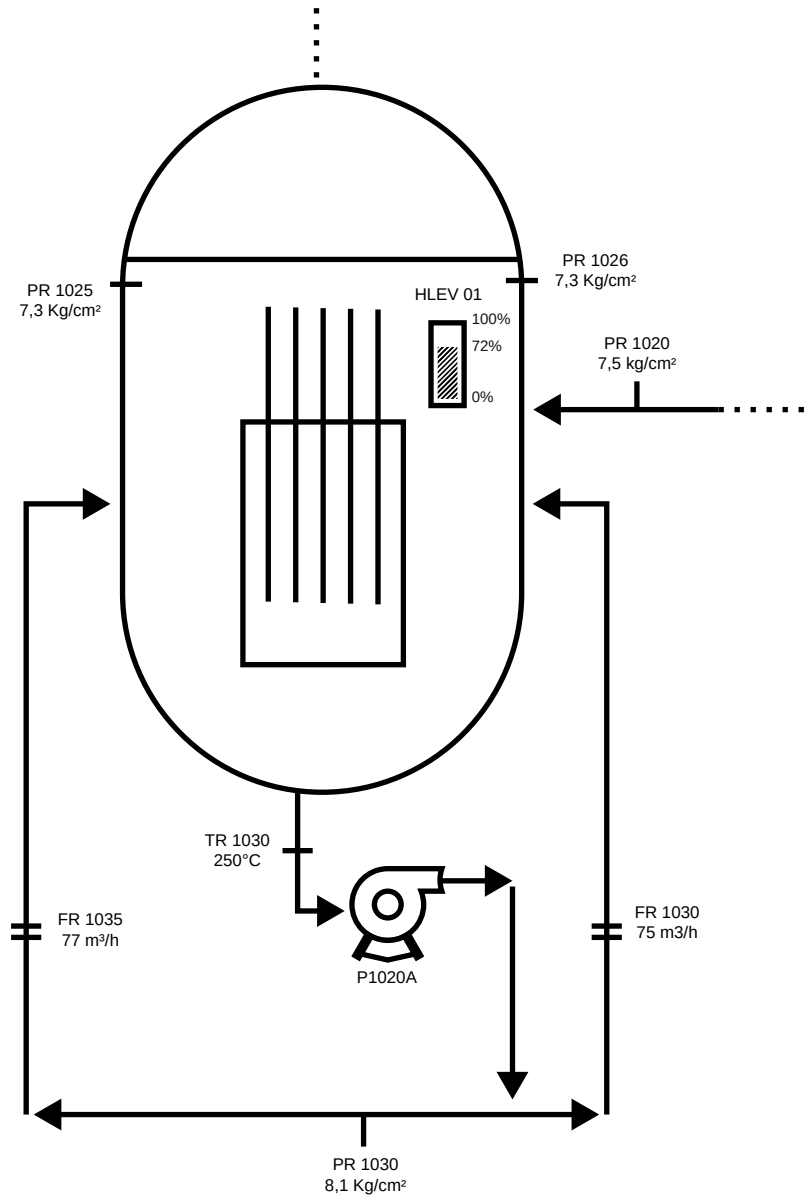 PR 1026
7,3 Kg/cm²
PR 1025
7,3 Kg/cm²
HLEV 01
100%
72%
0%
PR 1020
7,5 kg/cm²
TR 1030
250°C
FR 1035
77 m³/h
FR 1030
75 m3/h
P1020A
PR 1030
8,1 Kg/cm²